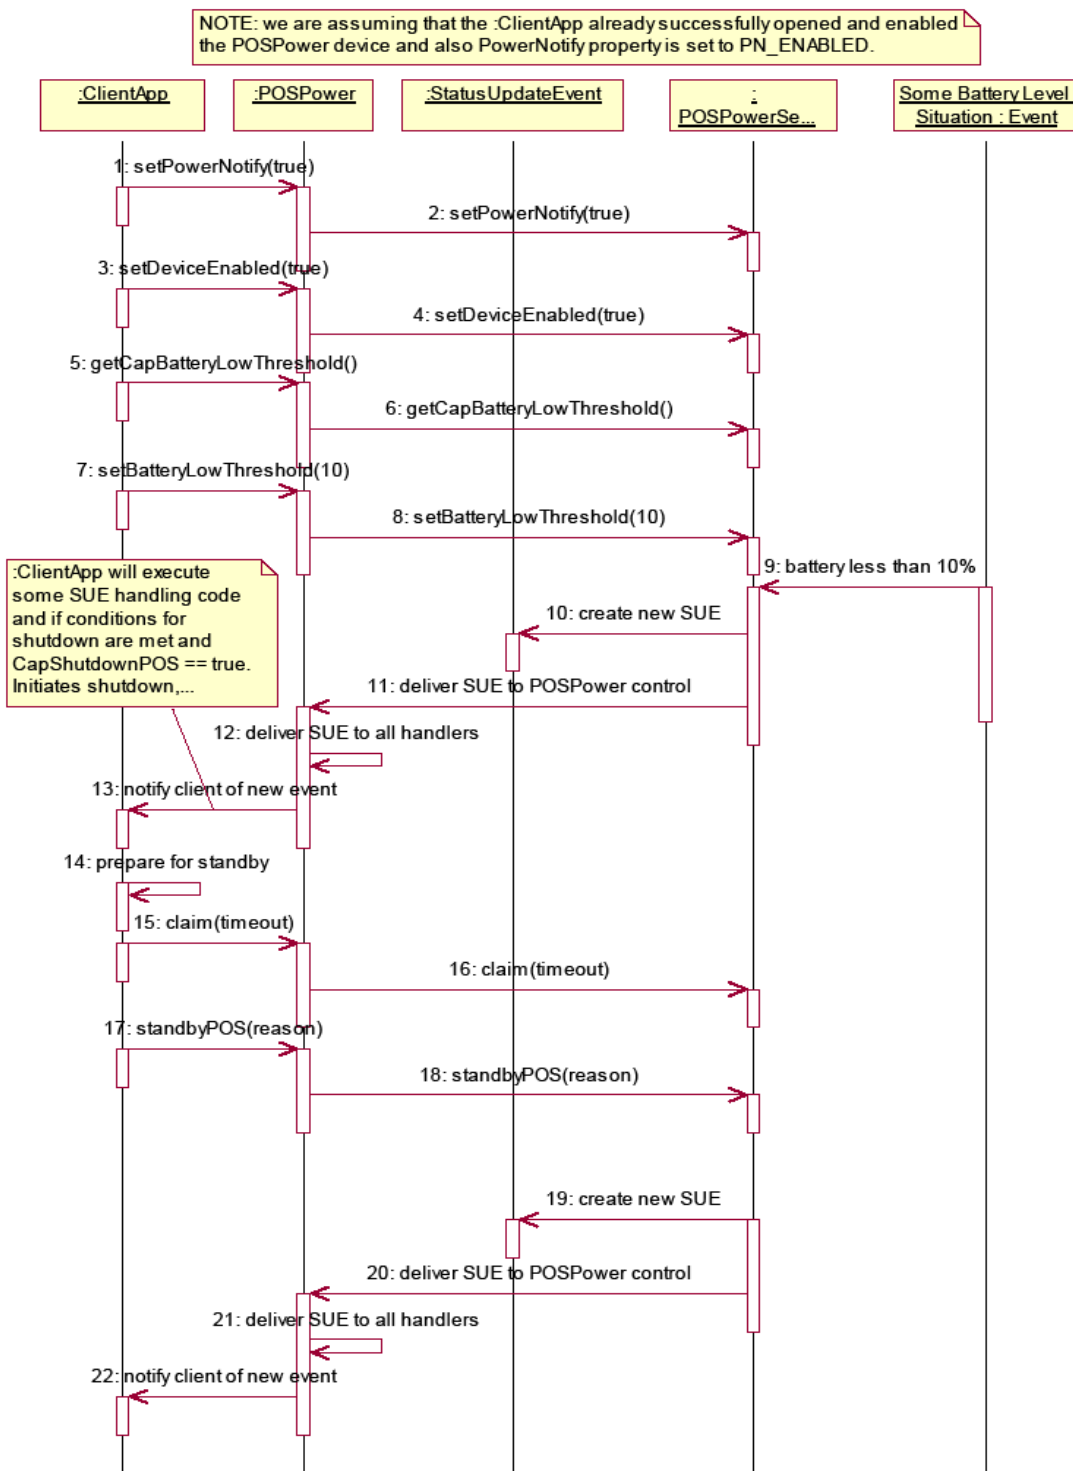 NOTE: we are assuming that the :ClientApp already successfully opened and enabled
the POSPower device and also PowerNotify property is set to PN_ENABLED.
:ClientApp
:POSPower
:StatusUpdateEvent
:
POSPowerSe...
Some Battery Level
Situation : Event
1: setPowerNotify(true)
2: setPowerNotify(true)
3: setDeviceEnabled(true)
4: setDeviceEnabled(true)
5: getCapBatteryLowThreshold()
6: getCapBatteryLowThreshold()
7: setBatteryLowThreshold(10)
8: setBatteryLowThreshold(10)
9: battery less than 10%
:ClientApp will execute
some SUE handling code
and if conditions for
shutdown are met and
CapShutdownPOS == true.
Initiates shutdown,...
10: create new SUE
11: deliver SUE to POSPower control
12: deliver SUE to all handlers
13: notify client of new event
14: prepare for standby
15: claim(timeout)
16: claim(timeout)
17: standbyPOS(reason)
18: standbyPOS(reason)
19: create new SUE
20: deliver SUE to POSPower control
21: deliver SUE to all handlers
22: notify client of new event